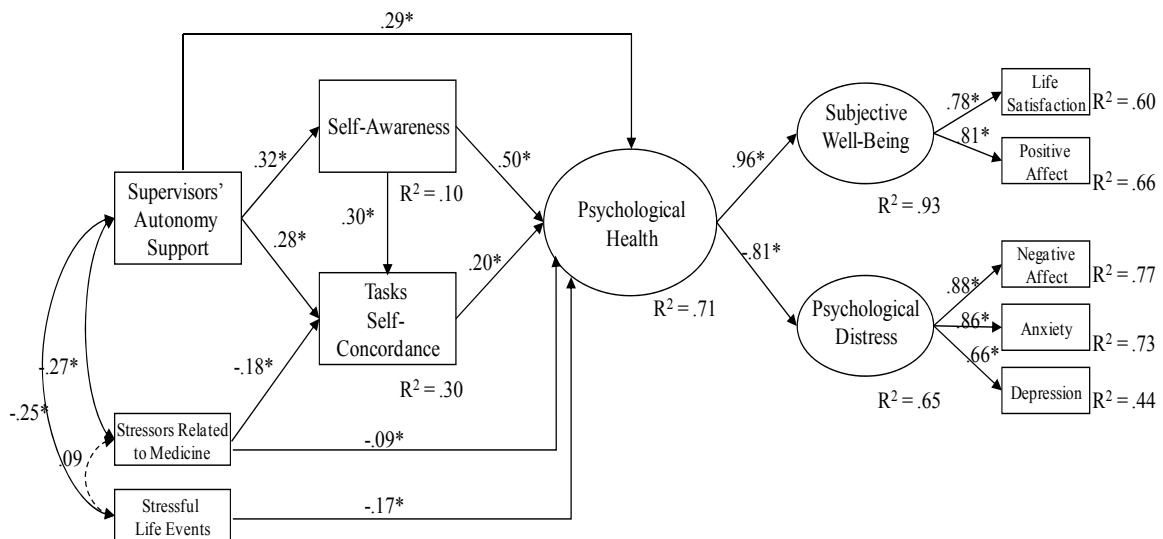 .29*
Self-Awareness
R² = .10
.32*
.50*
.30*
.28*
.20*
Supervisors'
Autonomy
Support
Tasks
Self-
Concordance
R² = .30
-.18*
-.27*
-.25*
.09
Stressors Related
to Medicine
-.09*
Stressful
Life Events
-.17*
Psychological
Health
R² = .71
.96*
-.81*
Subjective
Well-Being
R² = .93
.78*
.81*
Life
Satisfaction
R² = .60
Positive
Affect
R² = .66
Psychological
Distress
R² = .65
.88*
.86*
.66*
Negative
Affect
R² = .77
Anxiety
R² = .73
Depression
R² = .44